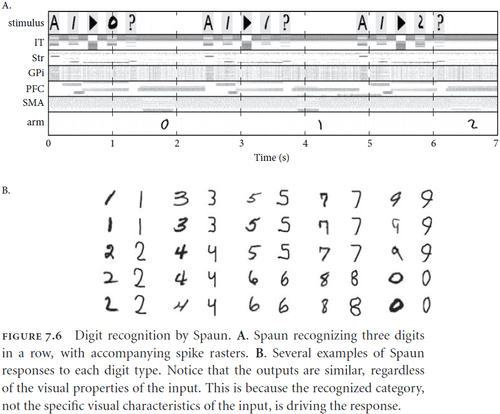 A.
stimulus A 1 ▶ 0 ? A 1 ▶ 1 ? A 1 ▶ 2 ?
IT
Str
GPi
PFC
SMA
arm 0 1 2
0 1 2 3 4 5 6 7
Time (s)
B.
1 1 3 3 5 5 7 7 9 9
1 1 3 3 5 5 7 7 9 9
2 2 4 4 5 5 7 7 9 9
2 2 4 4 6 6 8 8 0 0
2 2 4 4 6 6 8 8 0 0
FIGURE 7.6 Digit recognition by Spaun. A. Spaun recognizing three digits
in a row, with accompanying spike rasters. B. Several examples of Spaun
responses to each digit type. Notice that the outputs are similar, regardless
of the visual properties of the input. This is because the recognized category,
not the specific visual characteristics of the input, is driving the response.